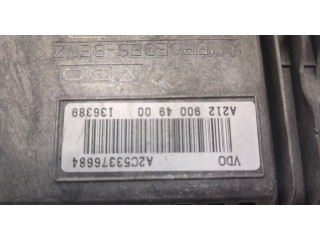 VDO A2C53376684
A212 900 49 00 136389
VDO
MERCEDES-BENZ